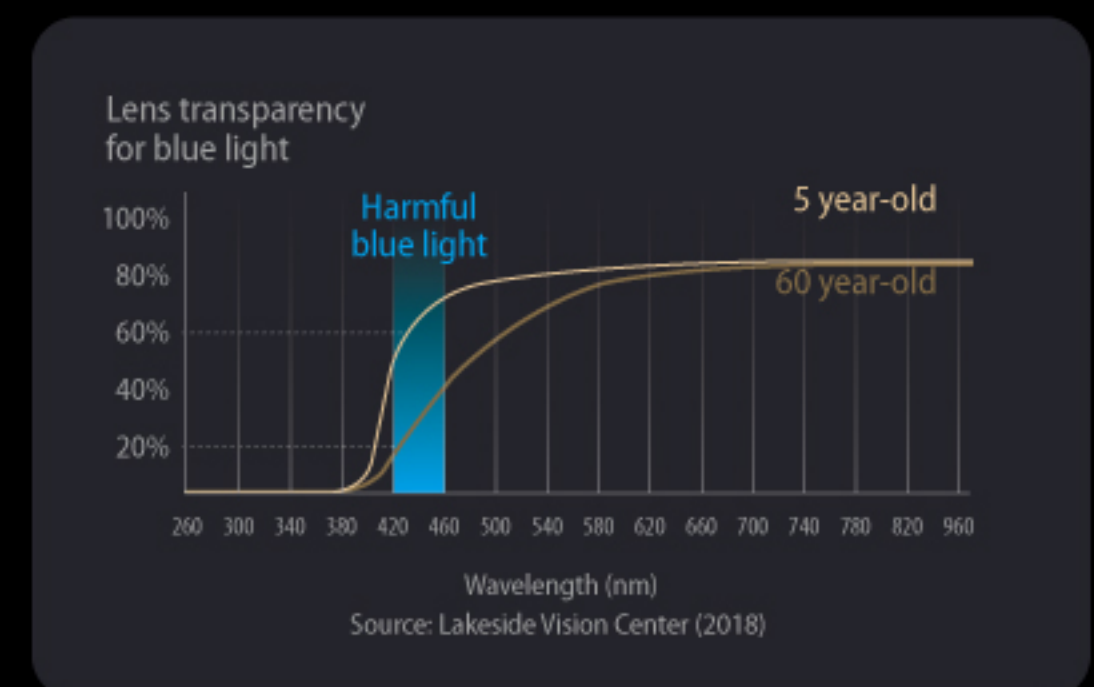 Lens transparency
for blue light
Harmful
blue light
5 year-old
60 year-old
100%
80%
60%
40%
20%
260 300 340 380 420 460 500 540 580 620 660 700 740 780 820 960
Wavelength (nm)
Source: Lakeside Vision Center (2018)